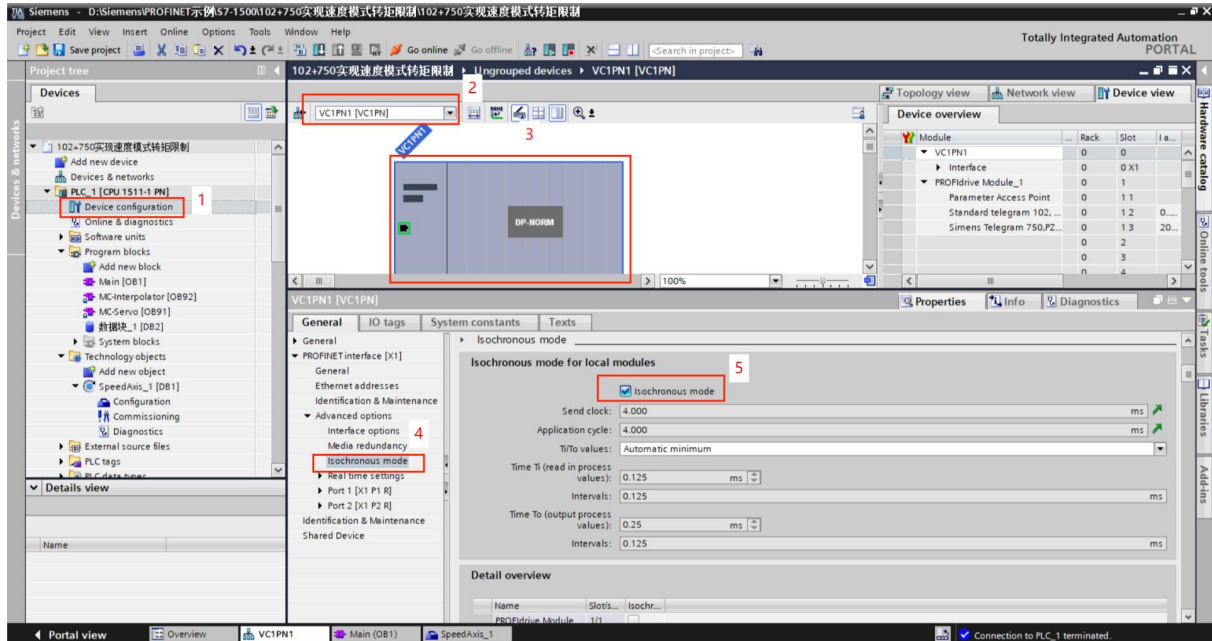 Siemens - D:\Siemens\PROFINET示例\S7-1500\102+750实现速度模式转矩限制\102+750实现速度模式转矩限制
Project Edit View Insert Online Options Tools Window Help
Totally Integrated Automation
PORTAL
Save project Go online Go offline <Search in project>
Project tree
102+750实现速度模式转矩限制 Ungrouped devices VC1PN1 [VC1PN]
Devices
2
Topology view Network view Device view
VC1PN1 [VC1PN]
Device overview
3
VC1PN1
Module ... Rack Slot I a...
VC1PN1 0 0
Interface 0 0 X1
PROFIdrive Module_1 0 1
Parameter Access Point 0 1 1
Standard telegram 102, ... 0 1 2 0....
Simens Telegram 750,PZ... 0 1 3 20...
0 2
0 3
0 4
DP-NORM
100%
102+750实现速度模式转矩限制
Add new device
Devices & networks
PLC_1 [CPU 1511-1 PN]
Device configuration
1
Online & diagnostics
Software units
Program blocks
Add new block
Main [OB1]
MC-Interpolator [OB92]
MC-Servo [OB91]
数据块_1 [DB2]
System blocks
Technology objects
Add new object
SpeedAxis_1 [DB1]
Configuration
Commissioning
Diagnostics
External source files
PLC tags
PLC data types
Details view
Name
VC1PN1 [VC1PN]
Properties Info Diagnostics
General IO tags System constants Texts
General
PROFINET interface [X1]
General
Ethernet addresses
Identification & Maintenance
Advanced options
Interface options
4
Media redundancy
Isochronous mode
Real time settings
Port 1 [X1 P1 R]
Port 2 [X1 P2 R]
Identification & Maintenance
Shared Device
Isochronous mode
Isochronous mode for local modules
5
Isochronous mode
Send clock: 4.000 ms
Application cycle: 4.000 ms
Ti/To values: Automatic minimum
Time Ti (read in process
values): 0.125 ms
Intervals: 0.125 ms
Time To (output process
values): 0.25 ms
Intervals: 0.125 ms
Detail overview
Name Slot/s... Isochr...
PROFIdrive Module 1/1
Devices & networks
Hardware catalog
Online tools
Tasks
Libraries
Add-ins
Portal view Overview VC1PN1 Main (OB1) SpeedAxis_1 Connection to PLC_1 terminated.